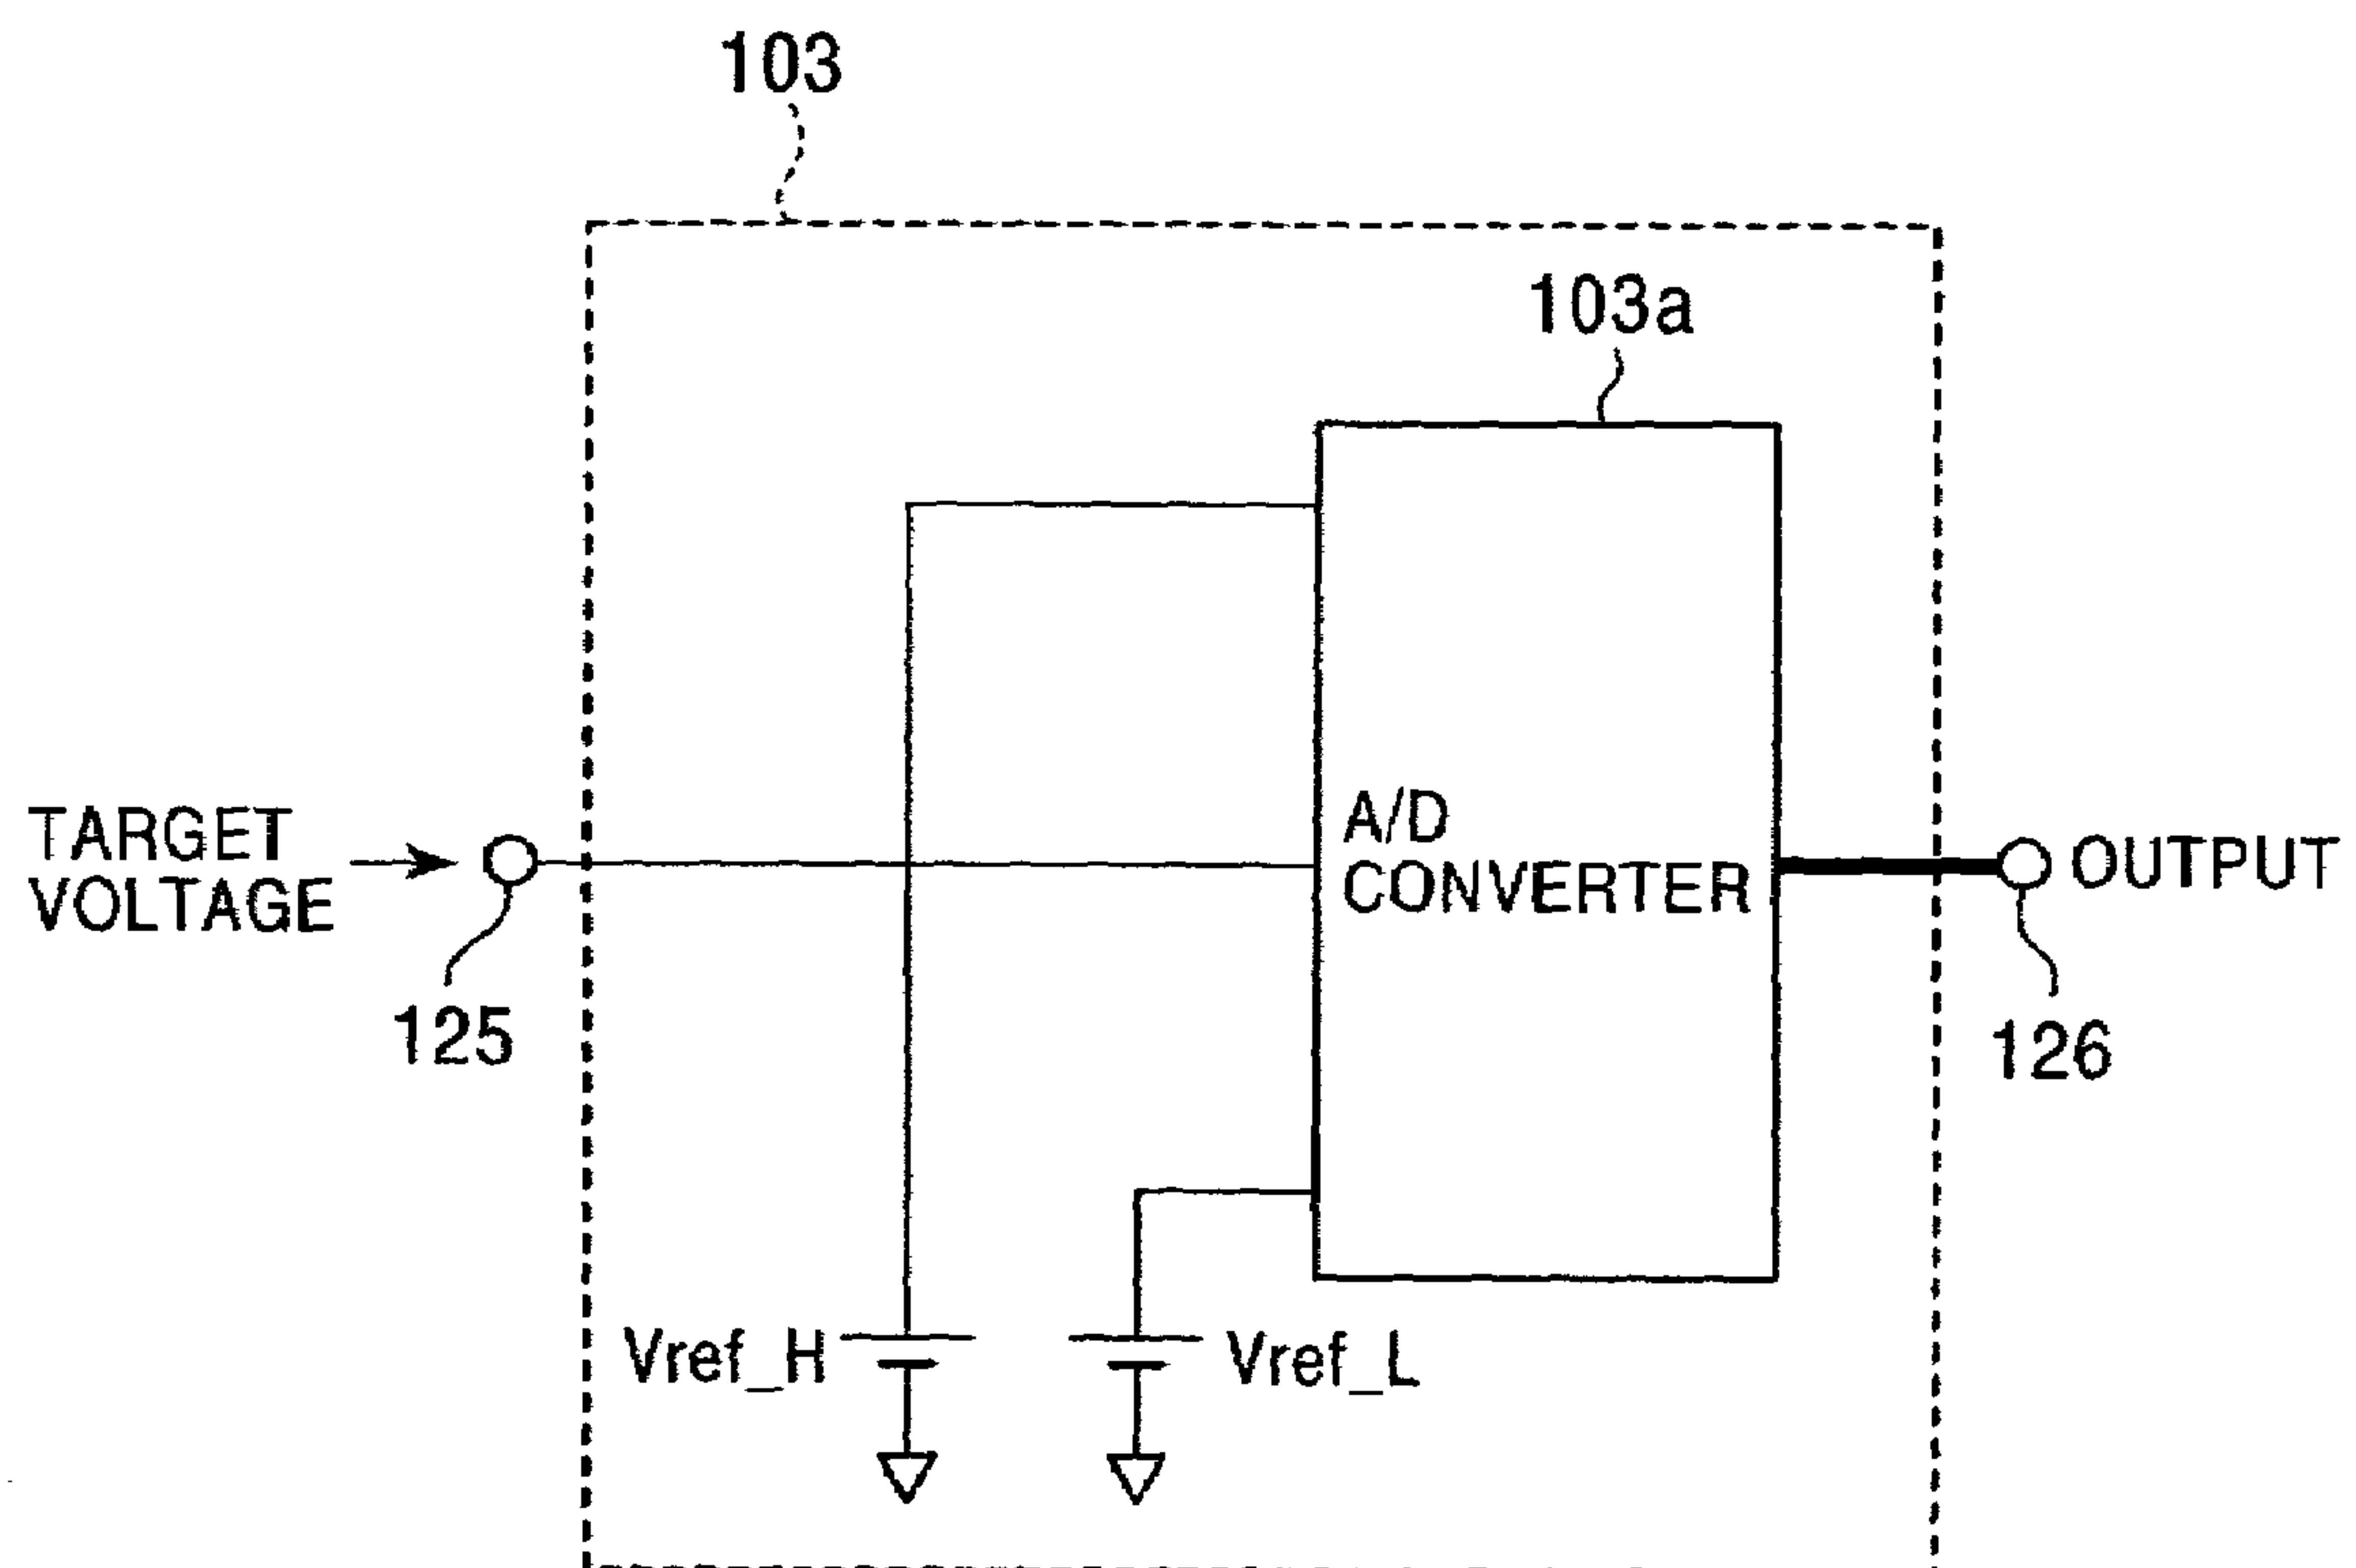 103
103a
TARGET
VOLTAGE
A/D
CONVERTER
OUTPUT
125
126
Vref_H
Vref_L